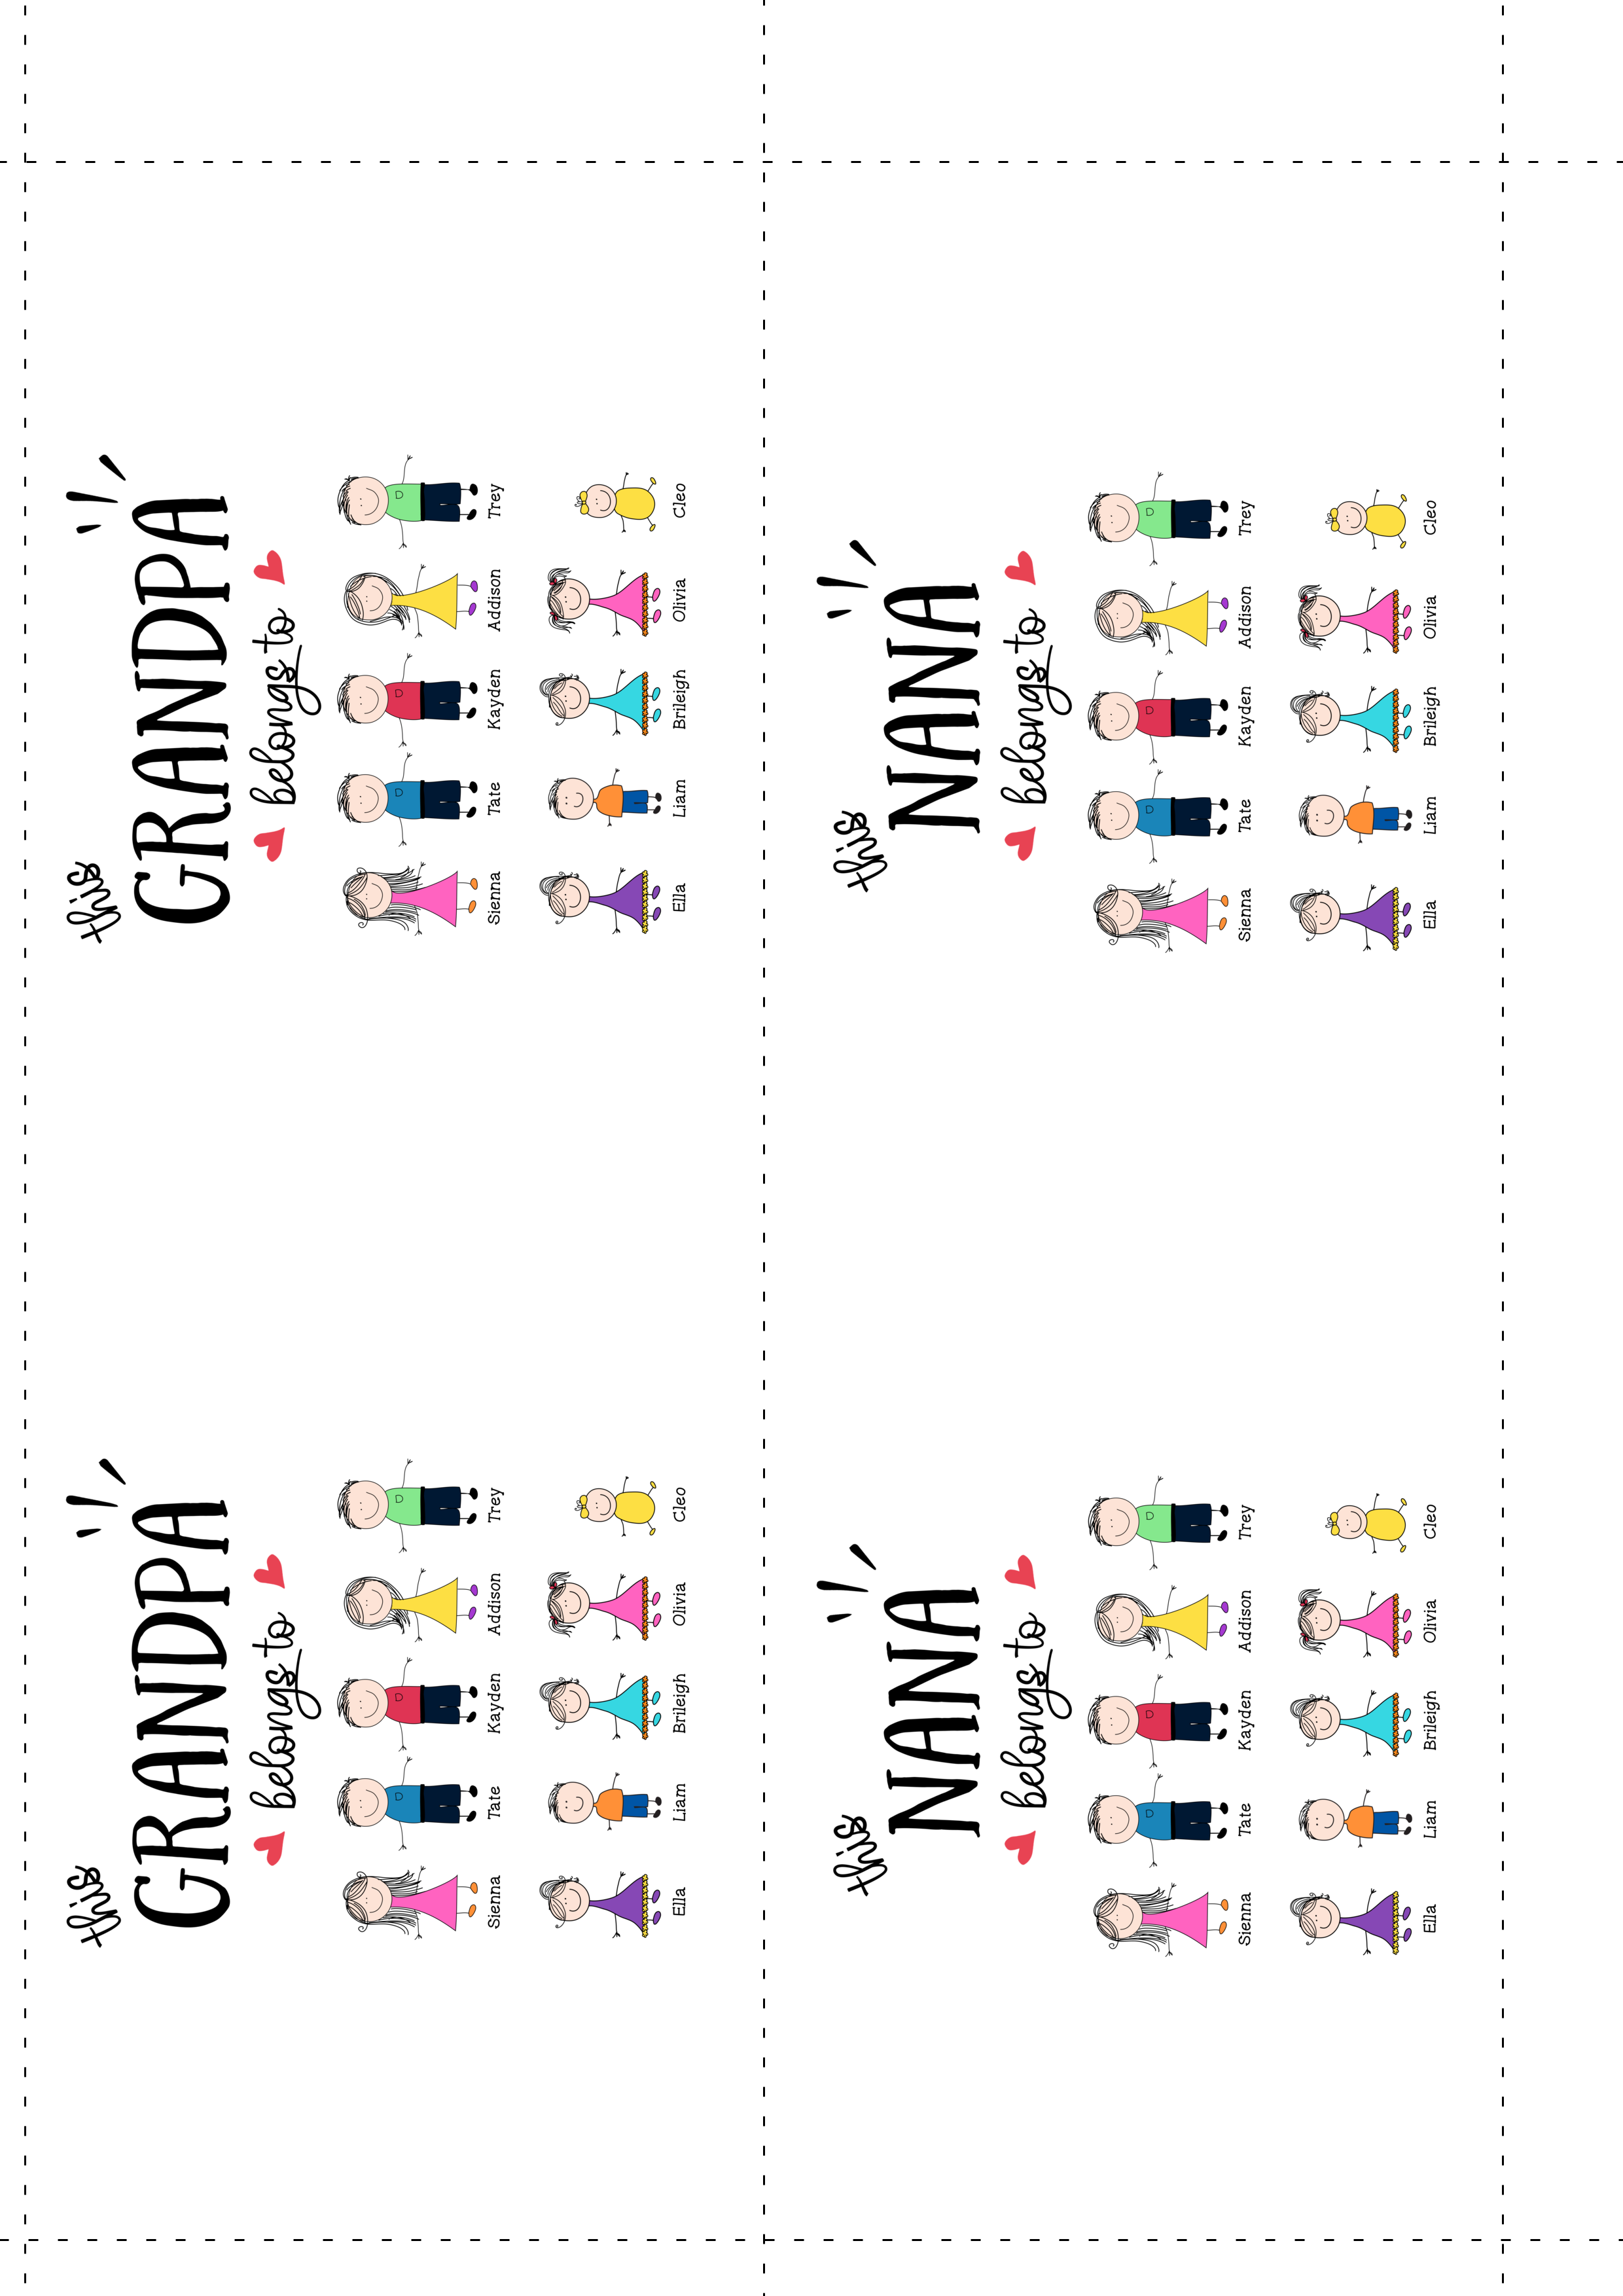 this
GRANDPA
belongs to
Sienna Tate Kayden Addison Trey
Ella Liam Brileigh Olivia Cleo
this
GRANDPA
belongs to
Sienna Tate Kayden Addison Trey
Ella Liam Brileigh Olivia Cleo
this
NANA
belongs to
Sienna Tate Kayden Addison Trey
Ella Liam Brileigh Olivia Cleo
this
NANA
belongs to
Sienna Tate Kayden Addison Trey
Ella Liam Brileigh Olivia Cleo